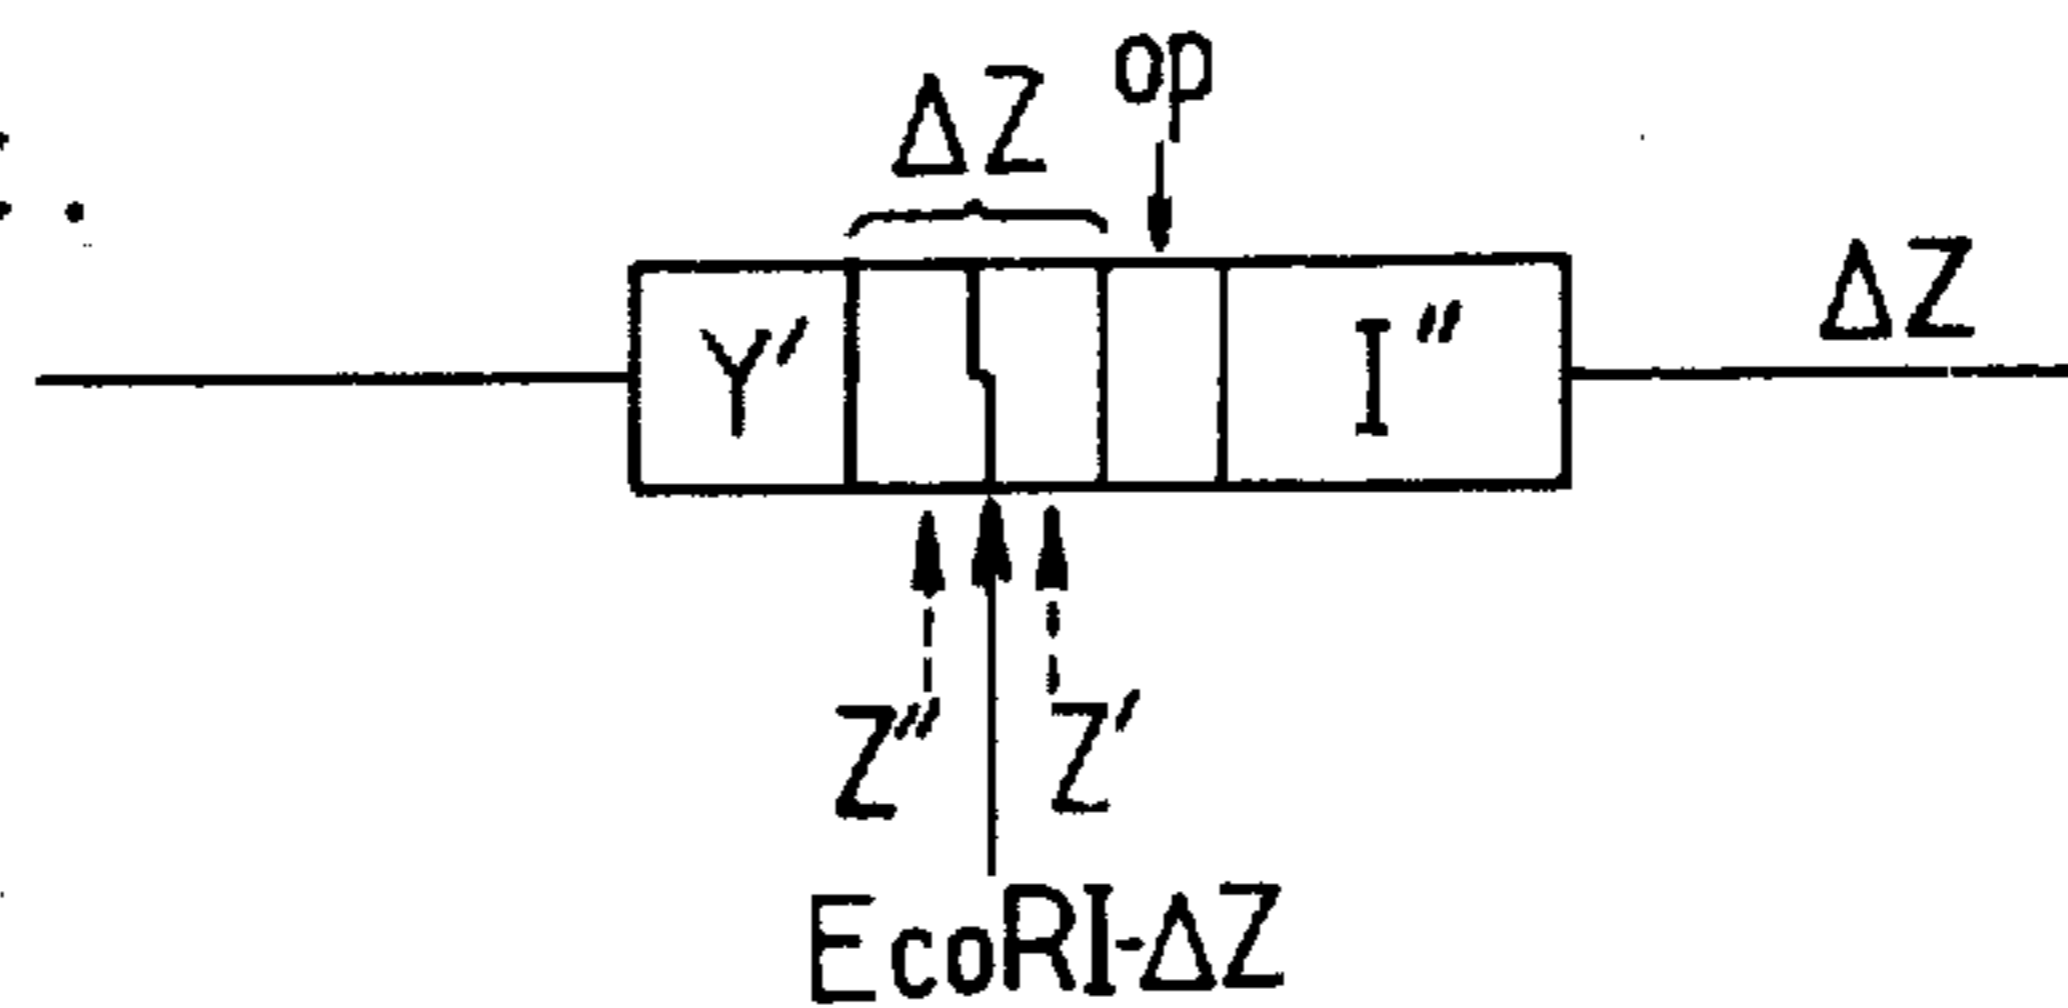 op
ΔZ
ΔZ
Y′ I″
Z″ Z′
EcoRI-ΔZ